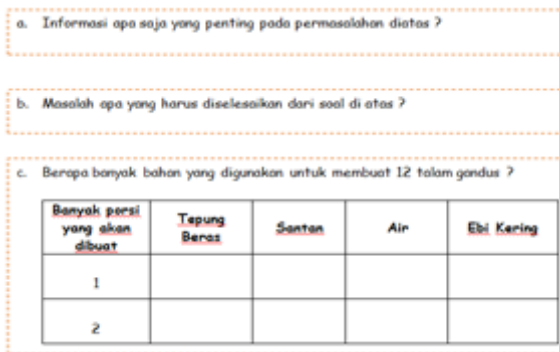 a. Informasi apa saja yang penting pada permasalahan diatas ?
b. Masalah apa yang harus diselesaikan dari soal di atas ?
c. Berapa banyak bahan yang digunakan untuk membuat 12 talam gandus ?
Banyak porsi yang akan dibuat
Tepung Beras
Santan
Air
Ebi Kering
1
2